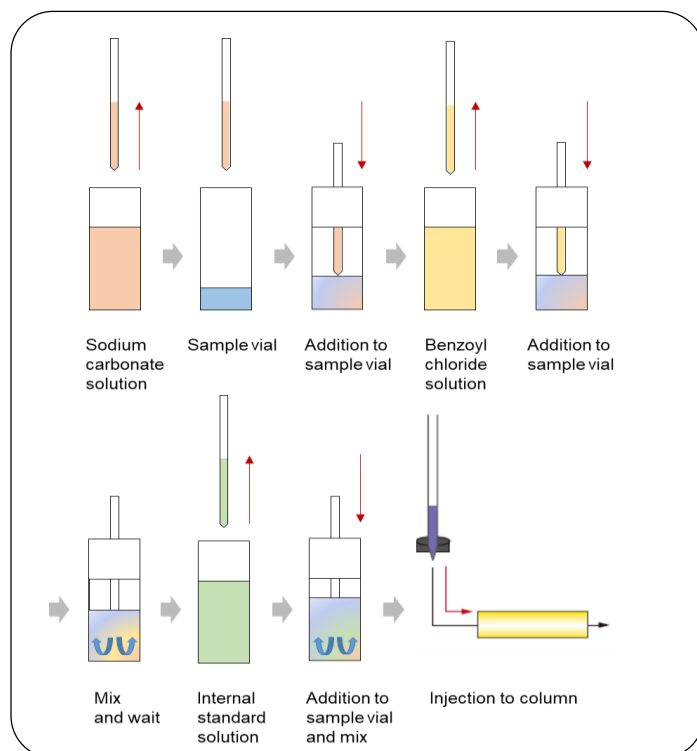 Sodium
carbonate
solution
Sample vial
Addition to
sample vial
Benzoyl
chloride
solution
Addition to
sample vial
Mix
and wait
Internal
standard
solution
Addition to
sample vial
and mix
Injection to column